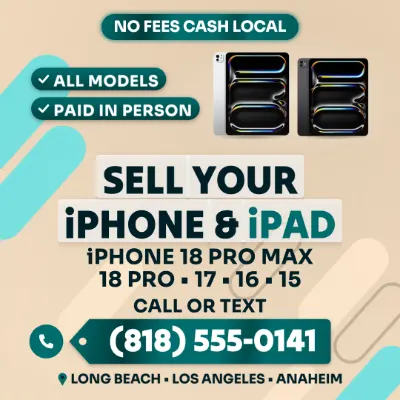 NO FEES CASH LOCAL
ALL MODELS
PAID IN PERSON
SELL YOUR
iPHONE & iPAD
iPHONE 18 PRO MAX
18 PRO ▪ 17 ▪ 16 ▪ 15
CALL OR TEXT
(818) 555-0141
LONG BEACH ▪ LOS ANGELES ▪ ANAHEIM